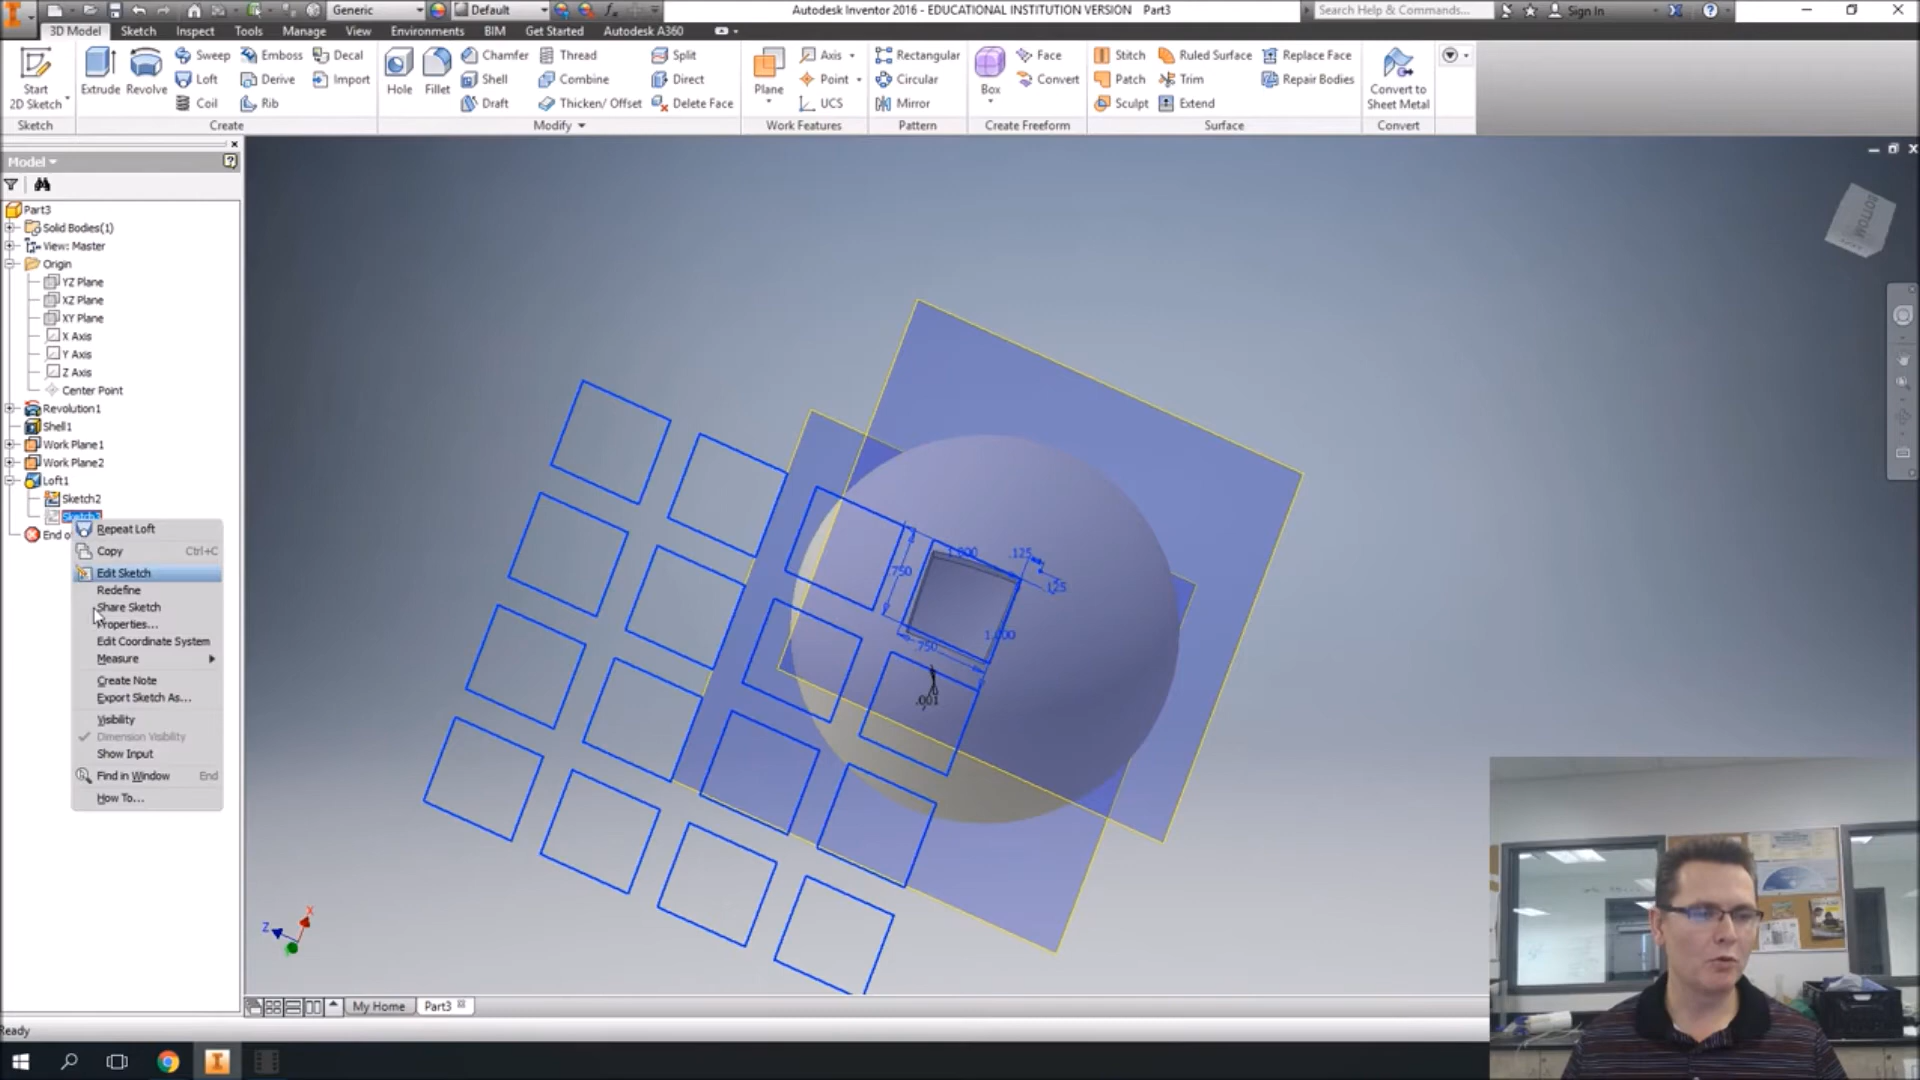 Generic
Default
Autodesk Inventor 2016 - EDUCATIONAL INSTITUTION VERSION Part3
Search Help & Commands...
Sign In
3D Model
Sketch
Inspect
Tools
Manage
View
Environments
BIM
Get Started
Autodesk A360
Start
2D Sketch
Extrude
Revolve
Sweep
Emboss
Decal
Loft
Derive
Import
Coil
Rib
Hole
Fillet
Chamfer
Thread
Split
Shell
Combine
Direct
Draft
Thicken/ Offset
Delete Face
Plane
Axis
Point
UCS
Rectangular
Circular
Mirror
Box
Face
Convert
Stitch
Ruled Surface
Replace Face
Patch
Trim
Repair Bodies
Sculpt
Extend
Convert to
Sheet Metal
Sketch
Create
Modify
Work Features
Pattern
Create Freeform
Surface
Convert
Model
Part3
Solid Bodies(1)
View: Master
Origin
YZ Plane
XZ Plane
XY Plane
X Axis
Y Axis
Z Axis
Center Point
Revolution1
Shell1
Work Plane1
Work Plane2
Loft1
Sketch2
Sketch3
End o
Repeat Loft
Copy Ctrl+C
Edit Sketch
Redefine
Share Sketch
Properties...
Edit Coordinate System
Measure
Create Note
Export Sketch As...
Visibility
Dimension Visibility
Show Input
Find in Window End
How To...
BOTTOM
1.000
.125
.750
.125
1.000
.750
.001
X
Z
My Home
Part3
Ready